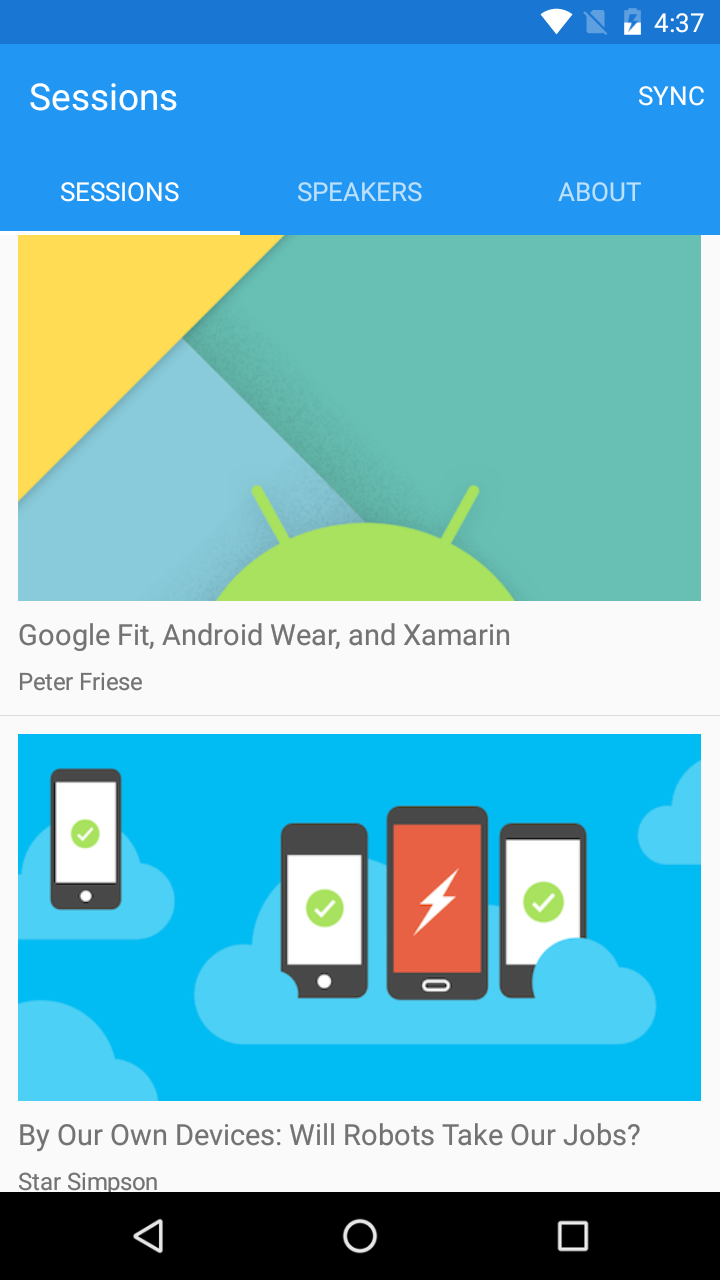 4:37
Sessions
SYNC
SESSIONS
SPEAKERS
ABOUT
Google Fit, Android Wear, and Xamarin
Peter Friese
By Our Own Devices: Will Robots Take Our Jobs?
Star Simpson